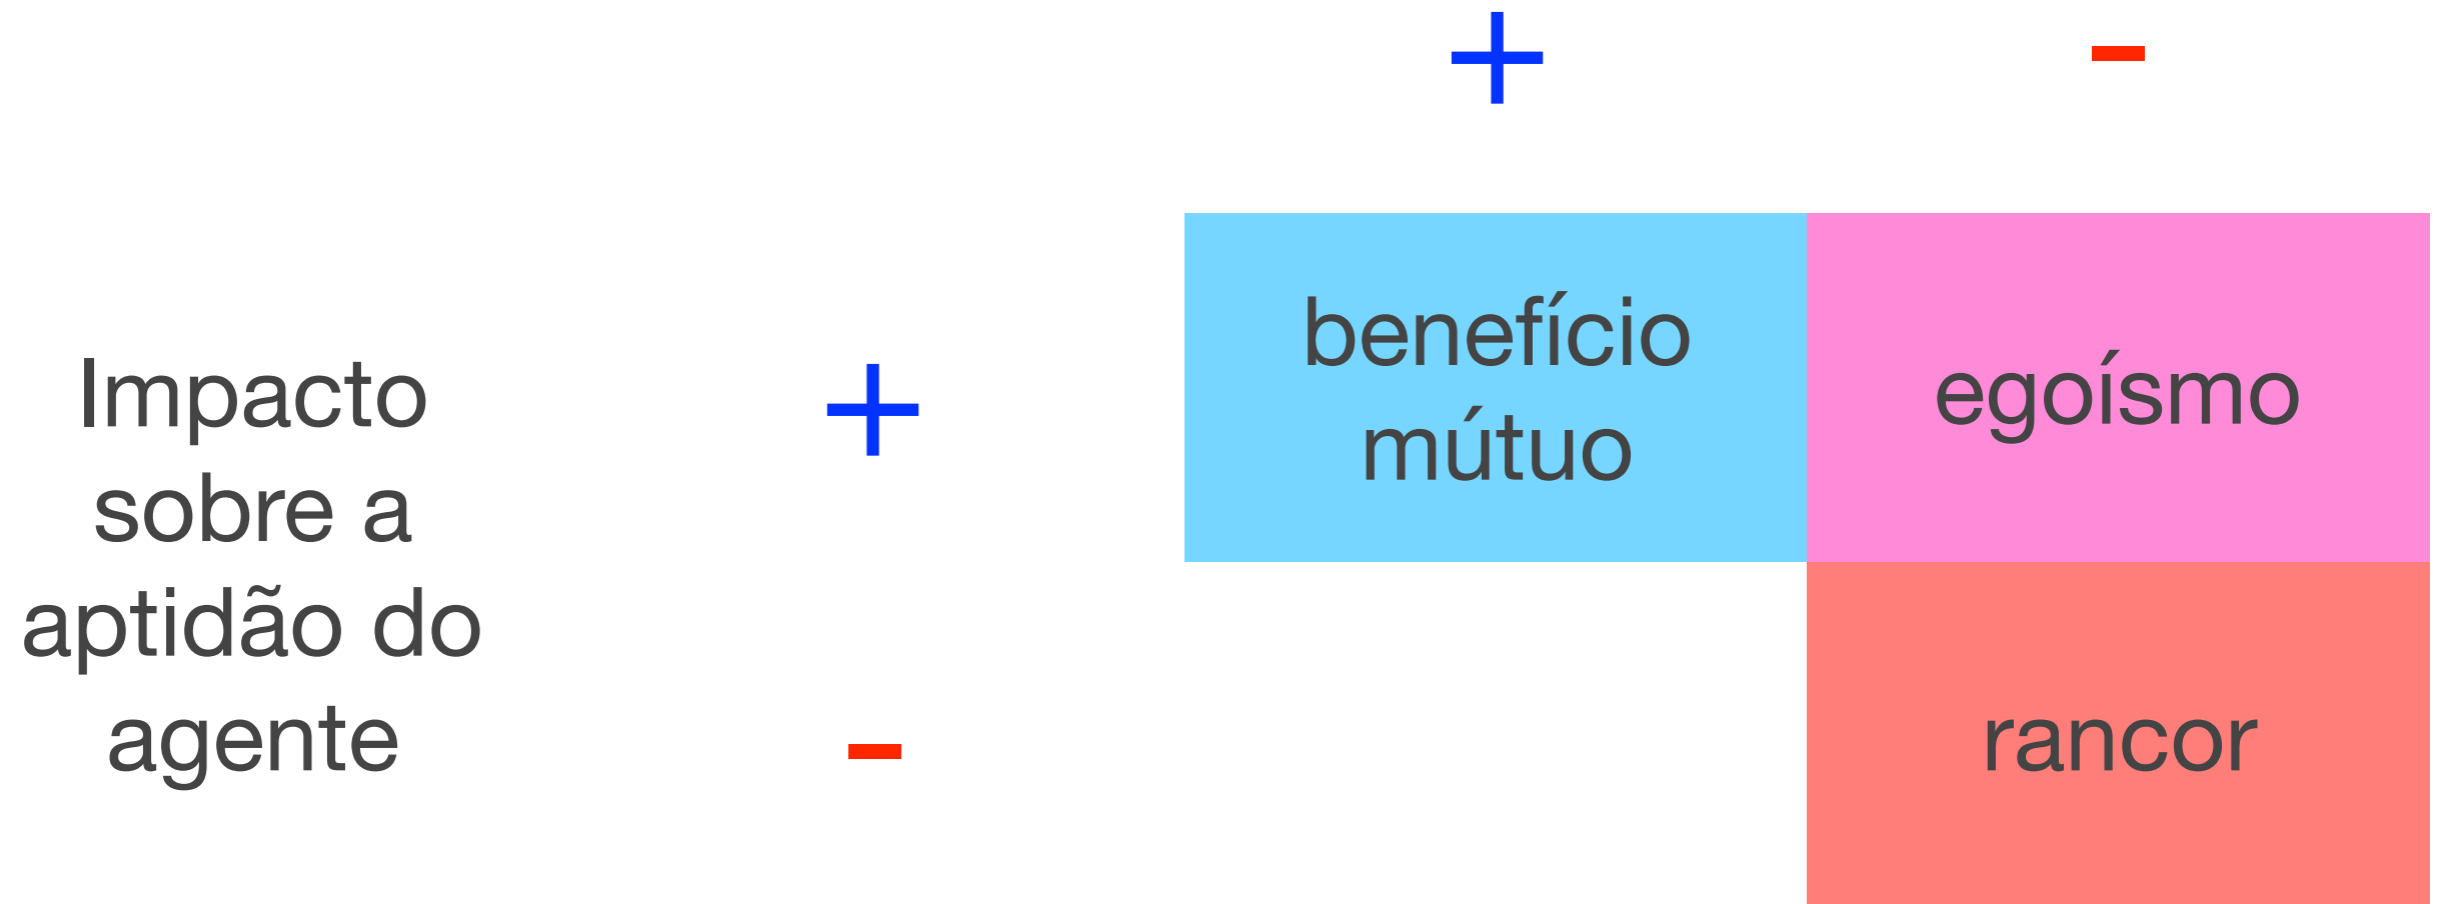 + -
Impacto
sobre a
aptidão do
agente
+
-
benefício
mútuo
egoísmo
rancor